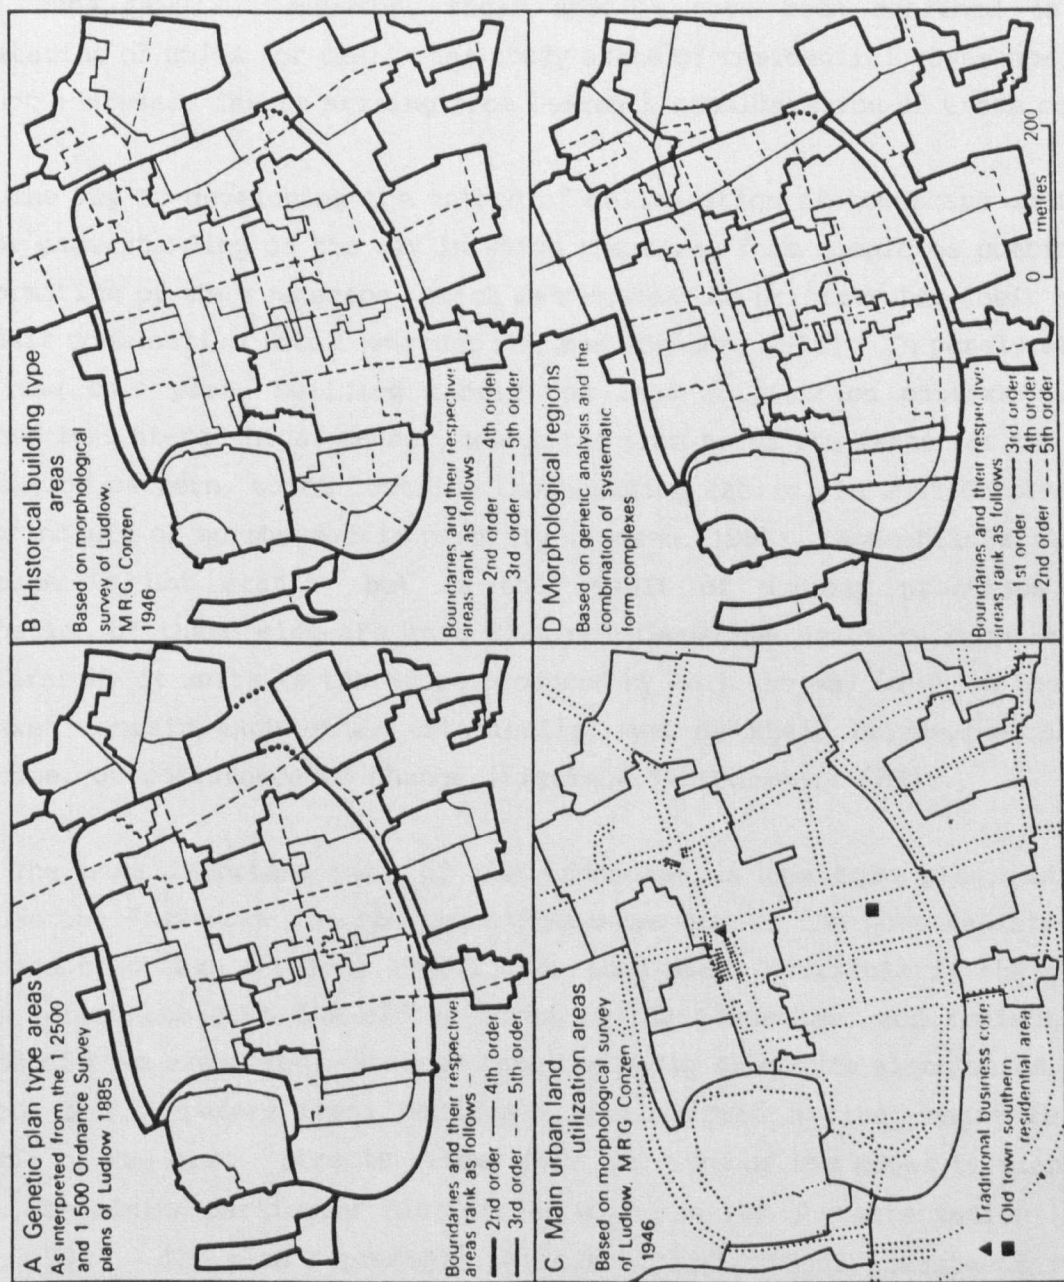 A Genetic plan type areas
As interpreted from the 1:2500
and 1:500 Ordnance Survey
plans of Ludlow 1885
Boundaries and their respective
areas rank as follows –
2nd order
4th order
3rd order
5th order
B Historical building type
areas
Based on morphological
survey of Ludlow,
M R G Conzen
1946
Boundaries and their respective
areas rank as follows –
2nd order
4th order
3rd order
5th order
C Main urban land
utilization areas
Based on morphological survey
of Ludlow M R G Conzen
1946
▲ Traditional business core
■ Old town southern
residential area
D Morphological regions
Based on genetic analysis and the
combination of systematic
form complexes
Boundaries and their respective
areas rank as follows
3rd order
1st order
4th order
2nd order
5th order
0 200
metres